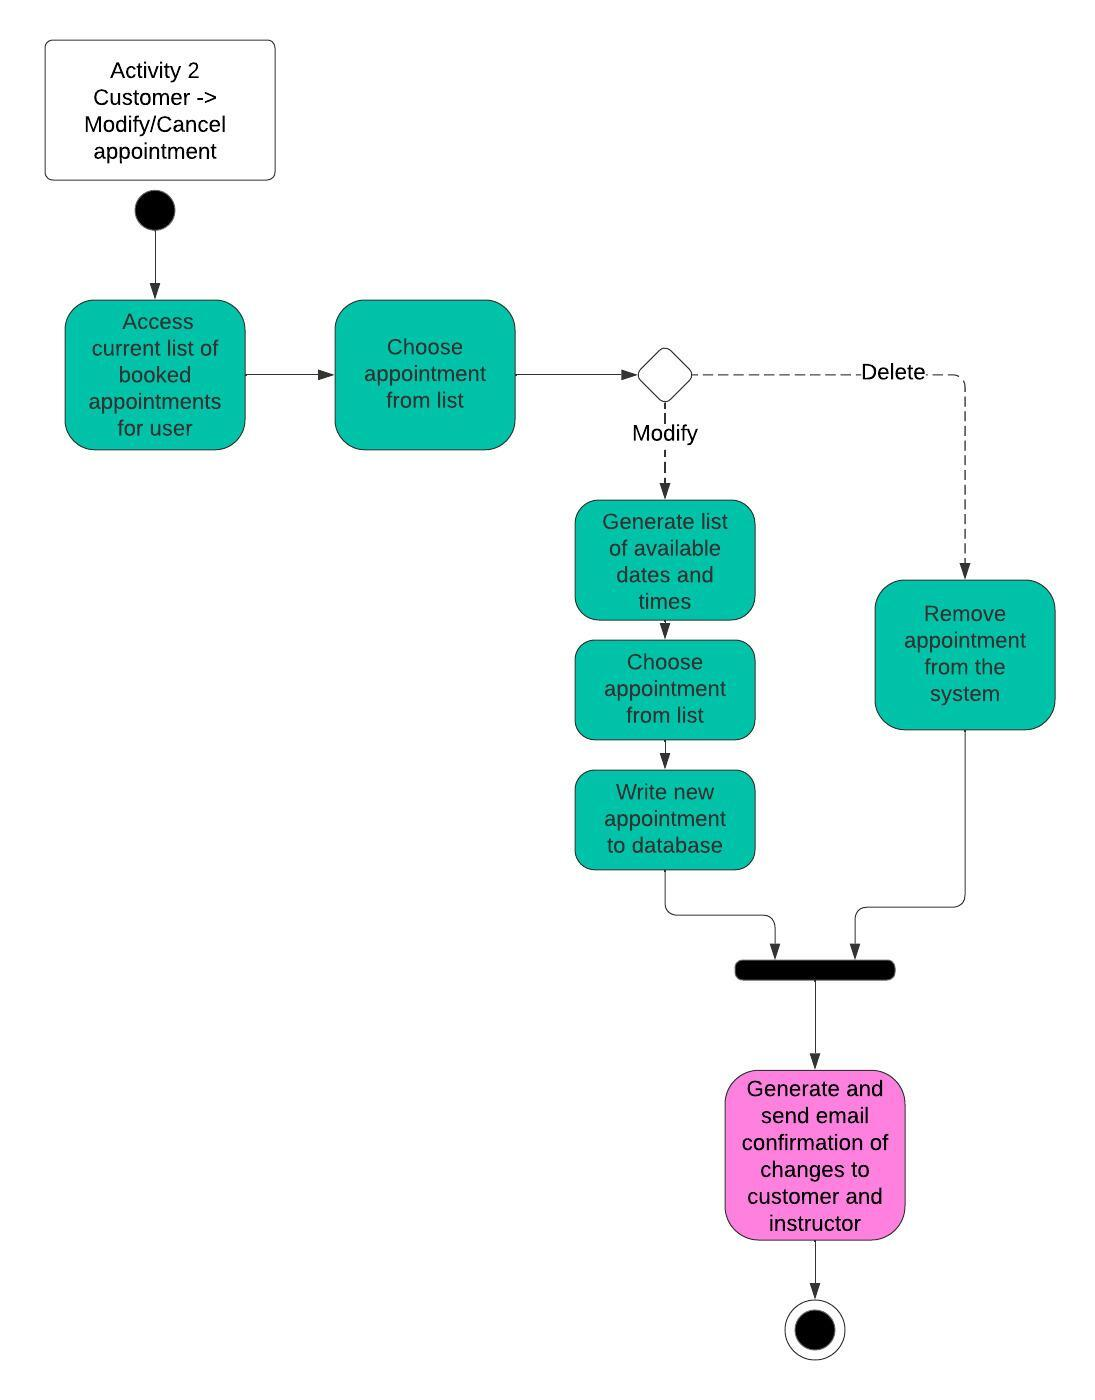 Activity 2
Customer ->
Modify/Cancel
appointment
Access
current list of
booked
appointments
for user
Choose
appointment
from list
Delete
Modify
Generate list
of available
dates and
times
Choose
appointment
from list
Write new
appointment
to database
Remove
appointment
from the
system
Generate and
send email
confirmation of
changes to
customer and
instructor